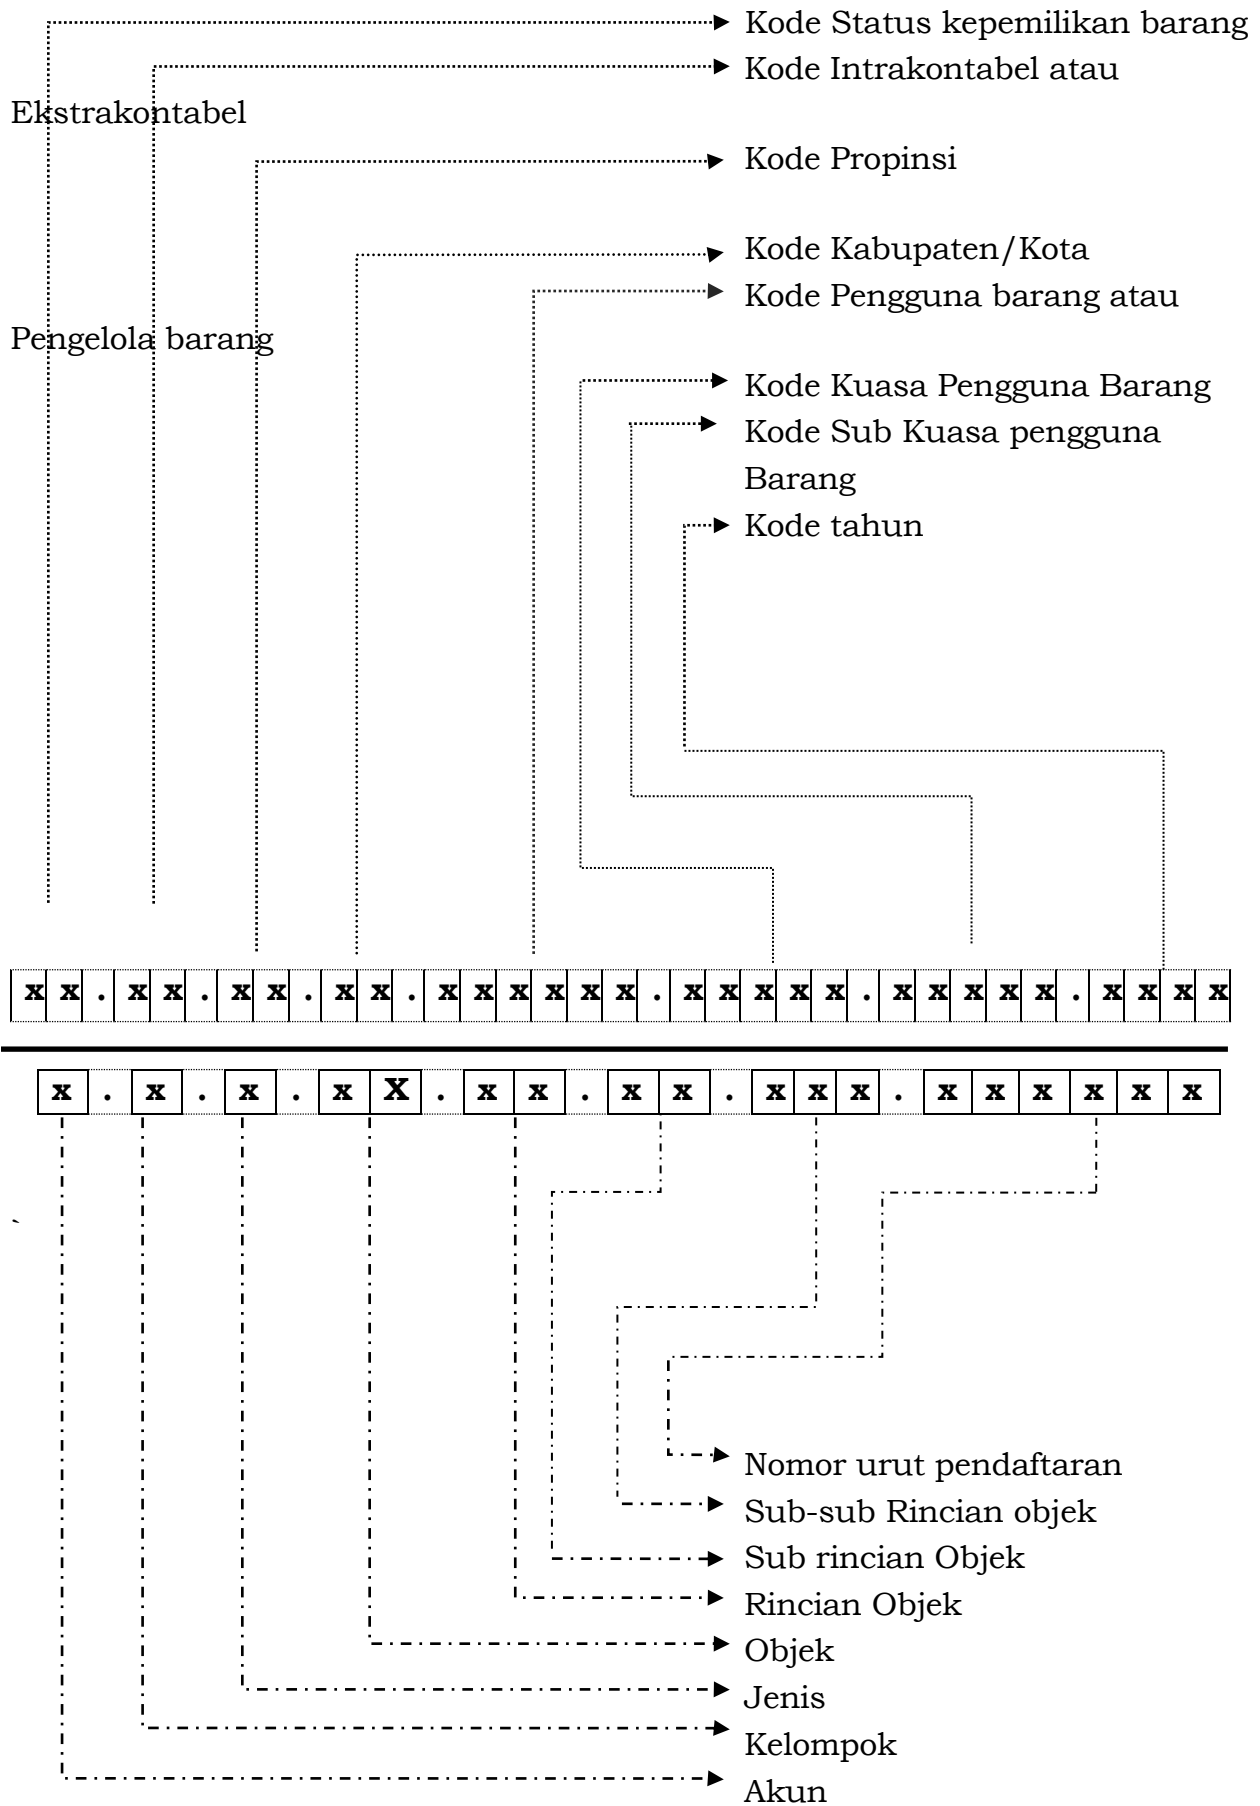 Kode Status kepemilikan barang
Kode Intrakontabel atau
Ekstrakontabel
Kode Propinsi
Kode Kabupaten/Kota
Kode Pengguna barang atau
Pengelola barang
Kode Kuasa Pengguna Barang
Kode Sub Kuasa pengguna
Barang
Kode tahun
x x . x x . x x . x x . x x x x x x . x x x x x . x x x x x . x x x x
x . x . x . x X . x x . x x . x x x . x x x x x x
`
Nomor urut pendaftaran
Sub-sub Rincian objek
Sub rincian Objek
Rincian Objek
Objek
Jenis
Kelompok
Akun